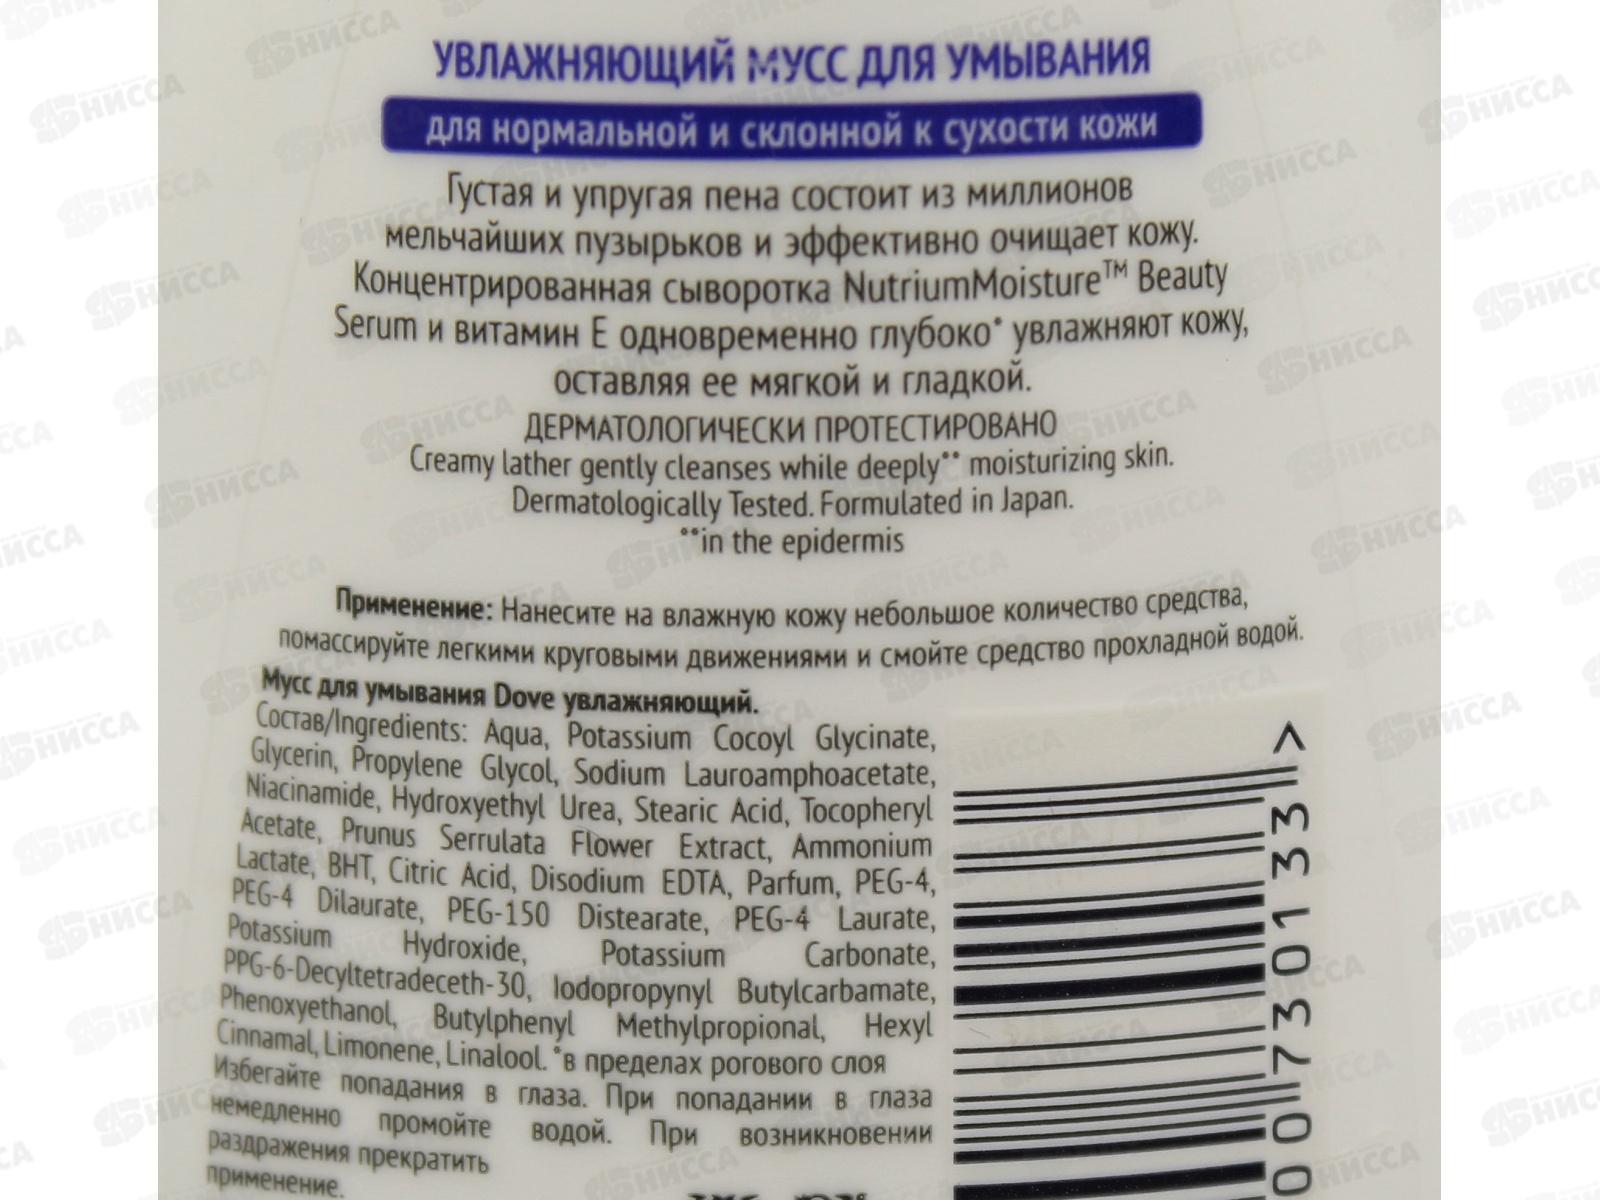 УВЛАЖНЯЮЩИЙ МУСС ДЛЯ УМЫВАНИЯ
для нормальной и склонной к сухости кожи
Густая и упругая пена состоит из миллионов
мельчайших пузырьков и эффективно очищает кожу.
Концентрированная сыворотка NutriumMoisture™ Beauty
Serum и витамин Е одновременно глубоко* увлажняют кожу,
оставляя ее мягкой и гладкой.
ДЕРМАТОЛОГИЧЕСКИ ПРОТЕСТИРОВАНО
Creamy lather gently cleanses while deeply** moisturizing skin.
Dermatologically Tested. Formulated in Japan.
**in the epidermis
Применение: Нанесите на влажную кожу небольшое количество средства,
помассируйте легкими круговыми движениями и смойте средство прохладной водой.
Мусс для умывания Dove увлажняющий.
Состав/Ingredients: Aqua, Potassium Cocoyl Glycinate,
Glycerin, Propylene Glycol, Sodium Lauroamphoacetate,
Niacinamide, Hydroxyethyl Urea, Stearic Acid, Tocopheryl
Acetate, Prunus Serrulata Flower Extract, Ammonium
Lactate, BHT, Citric Acid, Disodium EDTA, Parfum, PEG-4,
PEG-4 Dilaurate, PEG-150 Distearate, PEG-4 Laurate,
Potassium Hydroxide, Potassium Carbonate,
PPG-6-Decyltetradeceth-30, Iodopropynyl Butylcarbamate,
Phenoxyethanol, Butylphenyl Methylpropional, Hexyl
Cinnamal, Limonene, Linalool. *в пределах рогового слоя
Избегайте попадания в глаза. При попадании в глаза
немедленно промойте водой. При возникновении
раздражения прекратить
применение.
00730133 >
НИССА